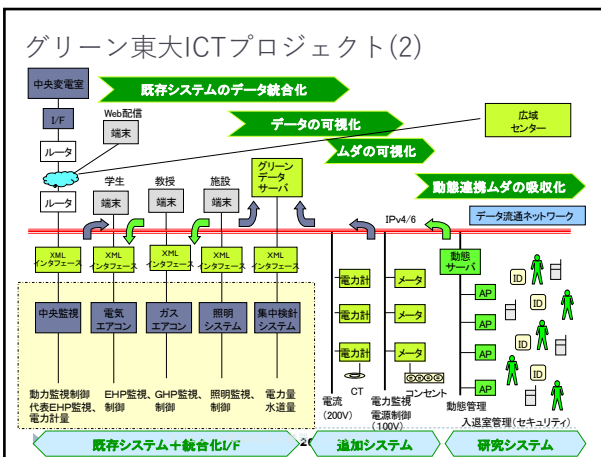 グリーン東大ICTプロジェクト(2)
中央変電室
既存システムのデータ統合化
I/F
Web配信
端末
データの可視化
広域
センター
ルータ
ムダの可視化
学生
教授
施設
グリーン
データ
サーバ
動態連携ムダの吸収化
ルータ
端末
端末
端末
IPv4/6
データ流通ネットワーク
XML
インタフェース
XML
インタフェース
XML
インタフェース
XML
インタフェース
XML
インタフェース
動態
サーバ
電力計
メータ
ID
中央監視
電気
エアコン
ガス
エアコン
照明
システム
集中検針
システム
電力計
メータ
AP
ID
AP
電力計
メータ
AP
ID
ID
AP
CT
コンセント
動力監視制御
代表EHP監視、
電力計量
EHP監視、
制御
GHP監視、
制御
照明監視、
制御
電力量
水道量
電流
(200V)
電力監視
電源制御
(100V)
動態管理
入退室管理(セキュリティ)
既存システム＋統合化I/F
追加システム
研究システム